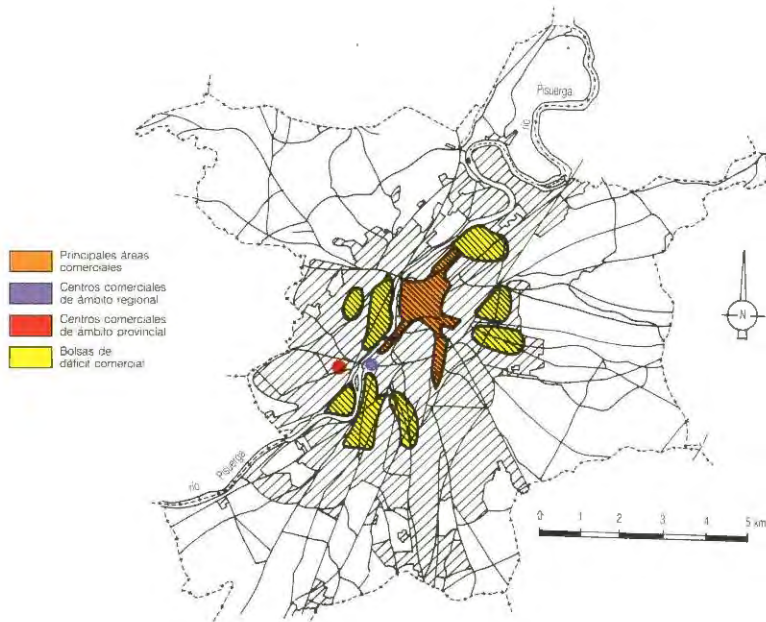 Pisuerga
río
Principales áreas
comerciales
Centros comerciales
de ámbito regional
Centros comerciales
de ámbito provincial
Bolsas de
déficit comercial
N
río
Pisuerga
0 1 2 3 4 5 km